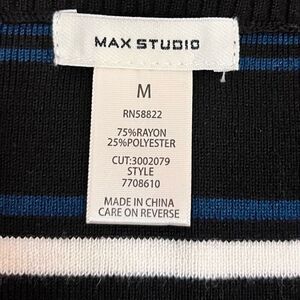 MAX STUDIO
M
RN58822
75%RAYON
25%POLYESTER
CUT:3002079
STYLE
7708610
MADE IN CHINA
CARE ON REVERSE